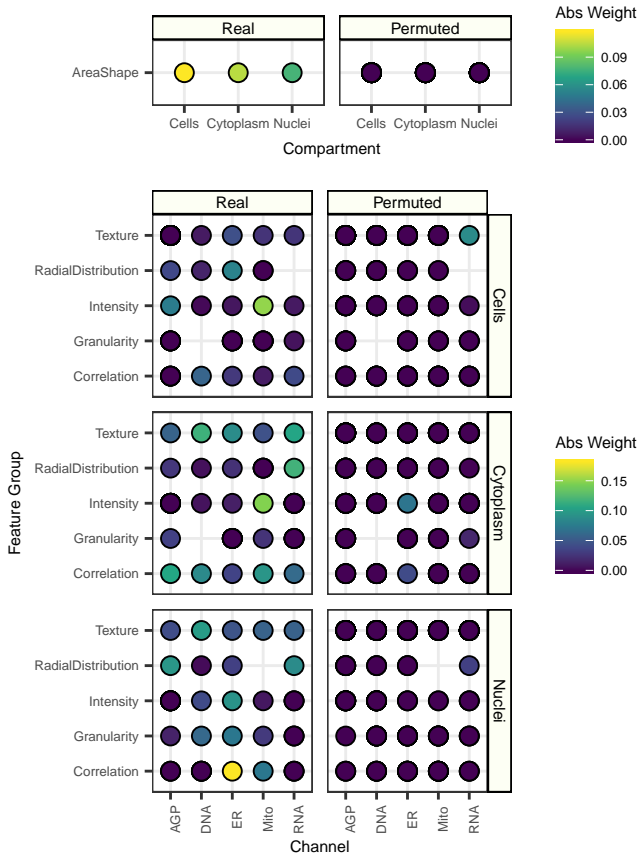 Real
Permuted
AreaShape
Cells
Cytoplasm
Nuclei
Cells
Cytoplasm
Nuclei
Compartment
Abs Weight
0.09
0.06
0.03
0.00
Real
Permuted
Texture
RadialDistribution
Intensity
Granularity
Correlation
Cells
Texture
RadialDistribution
Intensity
Granularity
Correlation
Cytoplasm
Texture
RadialDistribution
Intensity
Granularity
Correlation
Nuclei
Feature Group
AGP
DNA
ER
Mito
RNA
AGP
DNA
ER
Mito
RNA
Channel
Abs Weight
0.15
0.10
0.05
0.00